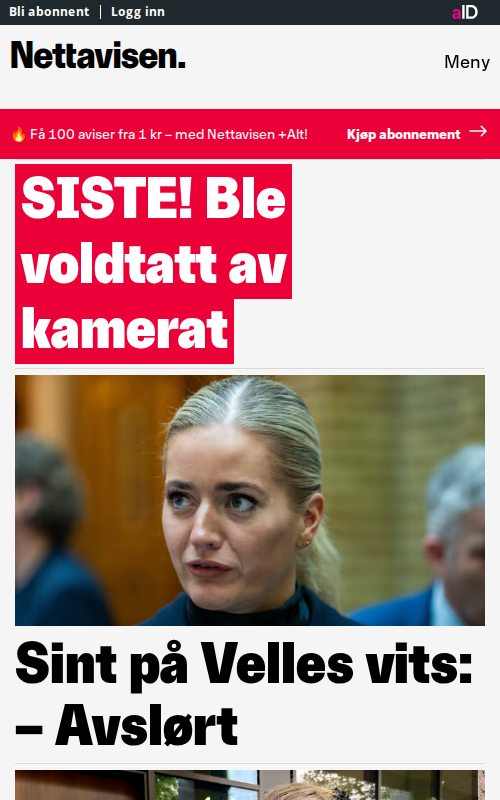 Bli abonnent | Logg inn
aID
Nettavisen.
Meny
🔥 Få 100 aviser fra 1 kr – med Nettavisen +Alt!
Kjøp abonnement →
SISTE! Ble
voldtatt av
kamerat
Sint på Velles vits:
– Avslørt